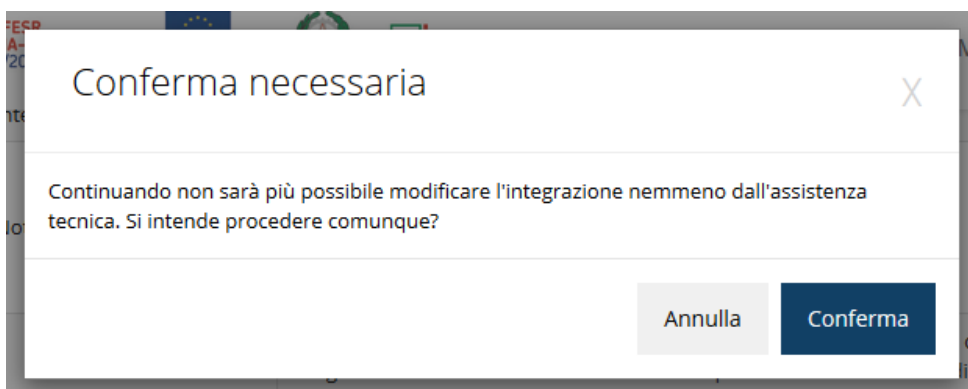 FESR
Conferma necessaria
X
Continuando non sarà più possibile modificare l'integrazione nemmeno dall'assistenza
tecnica. Si intende procedere comunque?
Annulla
Conferma